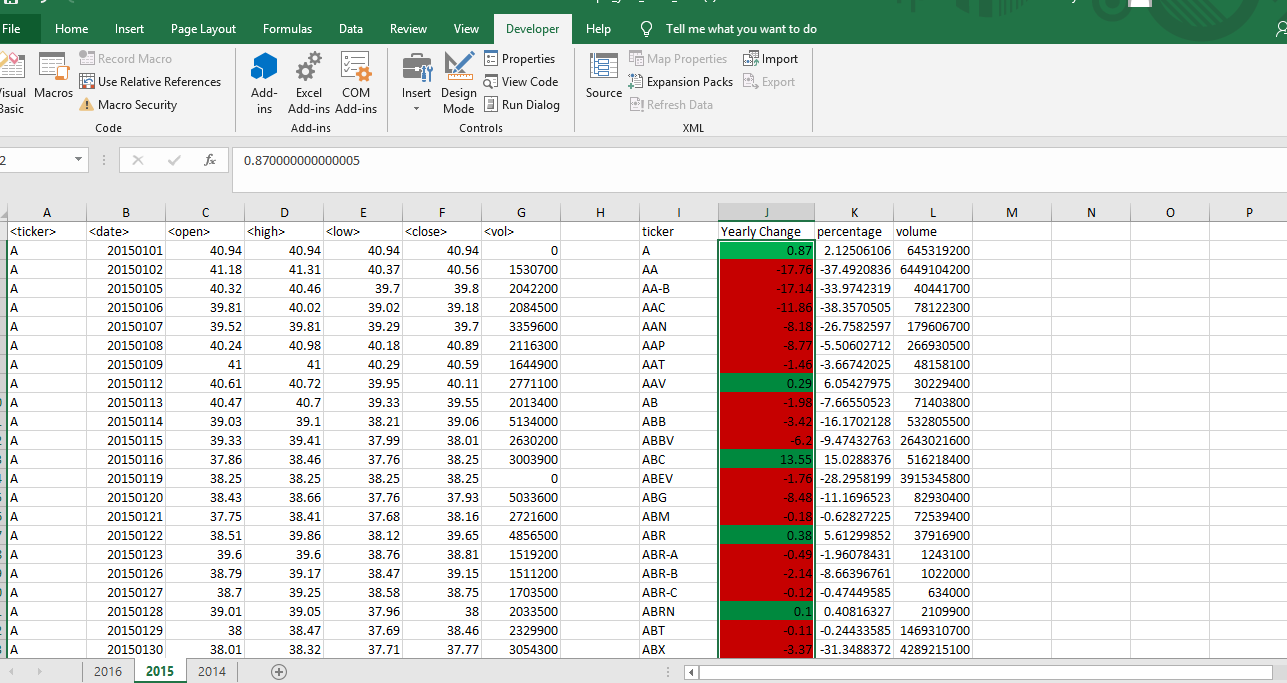 File Home Insert Page Layout Formulas Data Review View Developer Help Tell me what you want to do
Record Macro
Use Relative References
Macro Security
Macros
Basic
Code
Add-ins
Excel Add-ins
COM Add-ins
Add-ins
Insert
Design Mode
Properties
View Code
Run Dialog
Controls
Source
Map Properties
Expansion Packs
Refresh Data
Import
Export
XML
fx 0.870000000000005
A B C D E F G H I J K L M N O P
<ticker> <date> <open> <high> <low> <close> <vol> ticker Yearly Change percentage volume
A 20150101 40.94 40.94 40.94 40.94 0 A 0.87 2.12506106 645319200
A 20150102 41.18 41.31 40.37 40.56 1530700 AA -17.76 -37.4920836 6449104200
A 20150105 40.32 40.46 39.7 39.8 2042200 AA-B -17.14 -33.9742319 40441700
A 20150106 39.81 40.02 39.02 39.18 2084500 AAC -11.86 -38.3570505 78122300
A 20150107 39.52 39.81 39.29 39.7 3359600 AAN -8.18 -26.7582597 179606700
A 20150108 40.24 40.98 40.18 40.89 2116300 AAP -8.77 -5.50602712 266930500
A 20150109 41 41 40.29 40.59 1644900 AAT -1.46 -3.66742025 48158100
A 20150112 40.61 40.72 39.95 40.11 2771100 AAV 0.29 6.05427975 30229400
A 20150113 40.47 40.7 39.33 39.55 2013400 AB -1.98 -7.66550523 71403800
A 20150114 39.03 39.1 38.21 39.06 5134000 ABB -3.42 -16.1702128 532805500
A 20150115 39.33 39.41 37.99 38.01 2630200 ABBV -6.2 -9.47432763 2643021600
A 20150116 37.86 38.46 37.76 38.25 3003900 ABC 13.55 15.0288376 516218400
A 20150119 38.25 38.25 38.25 38.25 0 ABEV -1.76 -28.2958199 3915345800
A 20150120 38.43 38.66 37.76 37.93 5033600 ABG -8.48 -11.1696523 82930400
A 20150121 37.75 38.41 37.68 38.16 2721600 ABM -0.18 -0.62827225 72539400
A 20150122 38.51 39.86 38.12 39.65 4856500 ABR 0.38 5.61299852 37916900
A 20150123 39.6 39.6 38.76 38.81 1519200 ABR-A -0.49 -1.96078431 1243100
A 20150126 38.79 39.17 38.47 39.15 1511200 ABR-B -2.14 -8.66396761 1022000
A 20150127 38.7 39.25 38.58 38.75 1703500 ABR-C -0.12 -0.47449585 634000
A 20150128 39.01 39.05 37.96 38 2033500 ABRN 0.1 0.40816327 2109900
A 20150129 38 38.47 37.69 38.46 2329900 ABT -0.11 -0.24433585 1469310700
A 20150130 38.01 38.32 37.71 37.77 3054300 ABX -3.37 -31.3488372 4289215100
2016 2015 2014